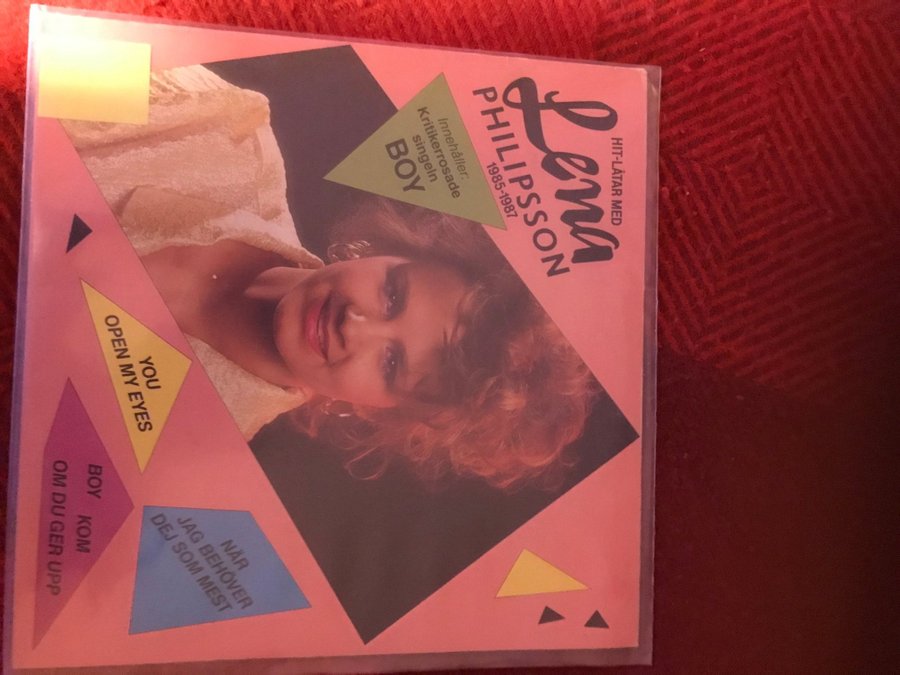 HIT-LÅTAR MED
Lena
PHILIPSSON
1985-1987
Innehåller:
Kritikerrosade
singeln
BOY
YOU
OPEN MY EYES
BOY KOM
OM DU GER UPP
NÄR
JAG BEHÖVER
DEJ SOM MEST